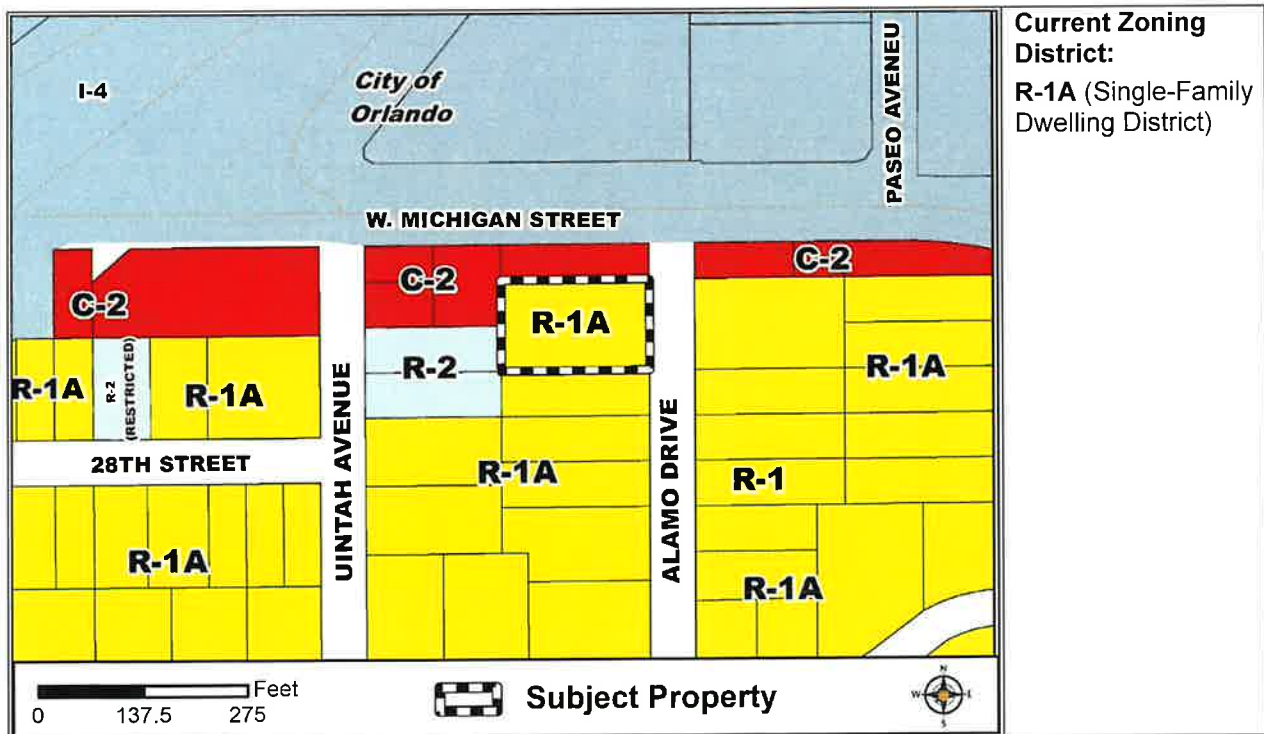 Current Zoning
District:
R-1A (Single-Family
Dwelling District)
I-4
City of
Orlando
PASEO AVENEU
W. MICHIGAN STREET
C-2
C-2
C-2
R-1A
R-2
R-1A
R-2
(RESTRICTED)
R-1A
R-1A
28TH STREET
UINTAH AVENUE
R-1A
ALAMO DRIVE
R-1
R-1A
R-1A
Feet
0 137.5 275
Subject Property
N
W E
S